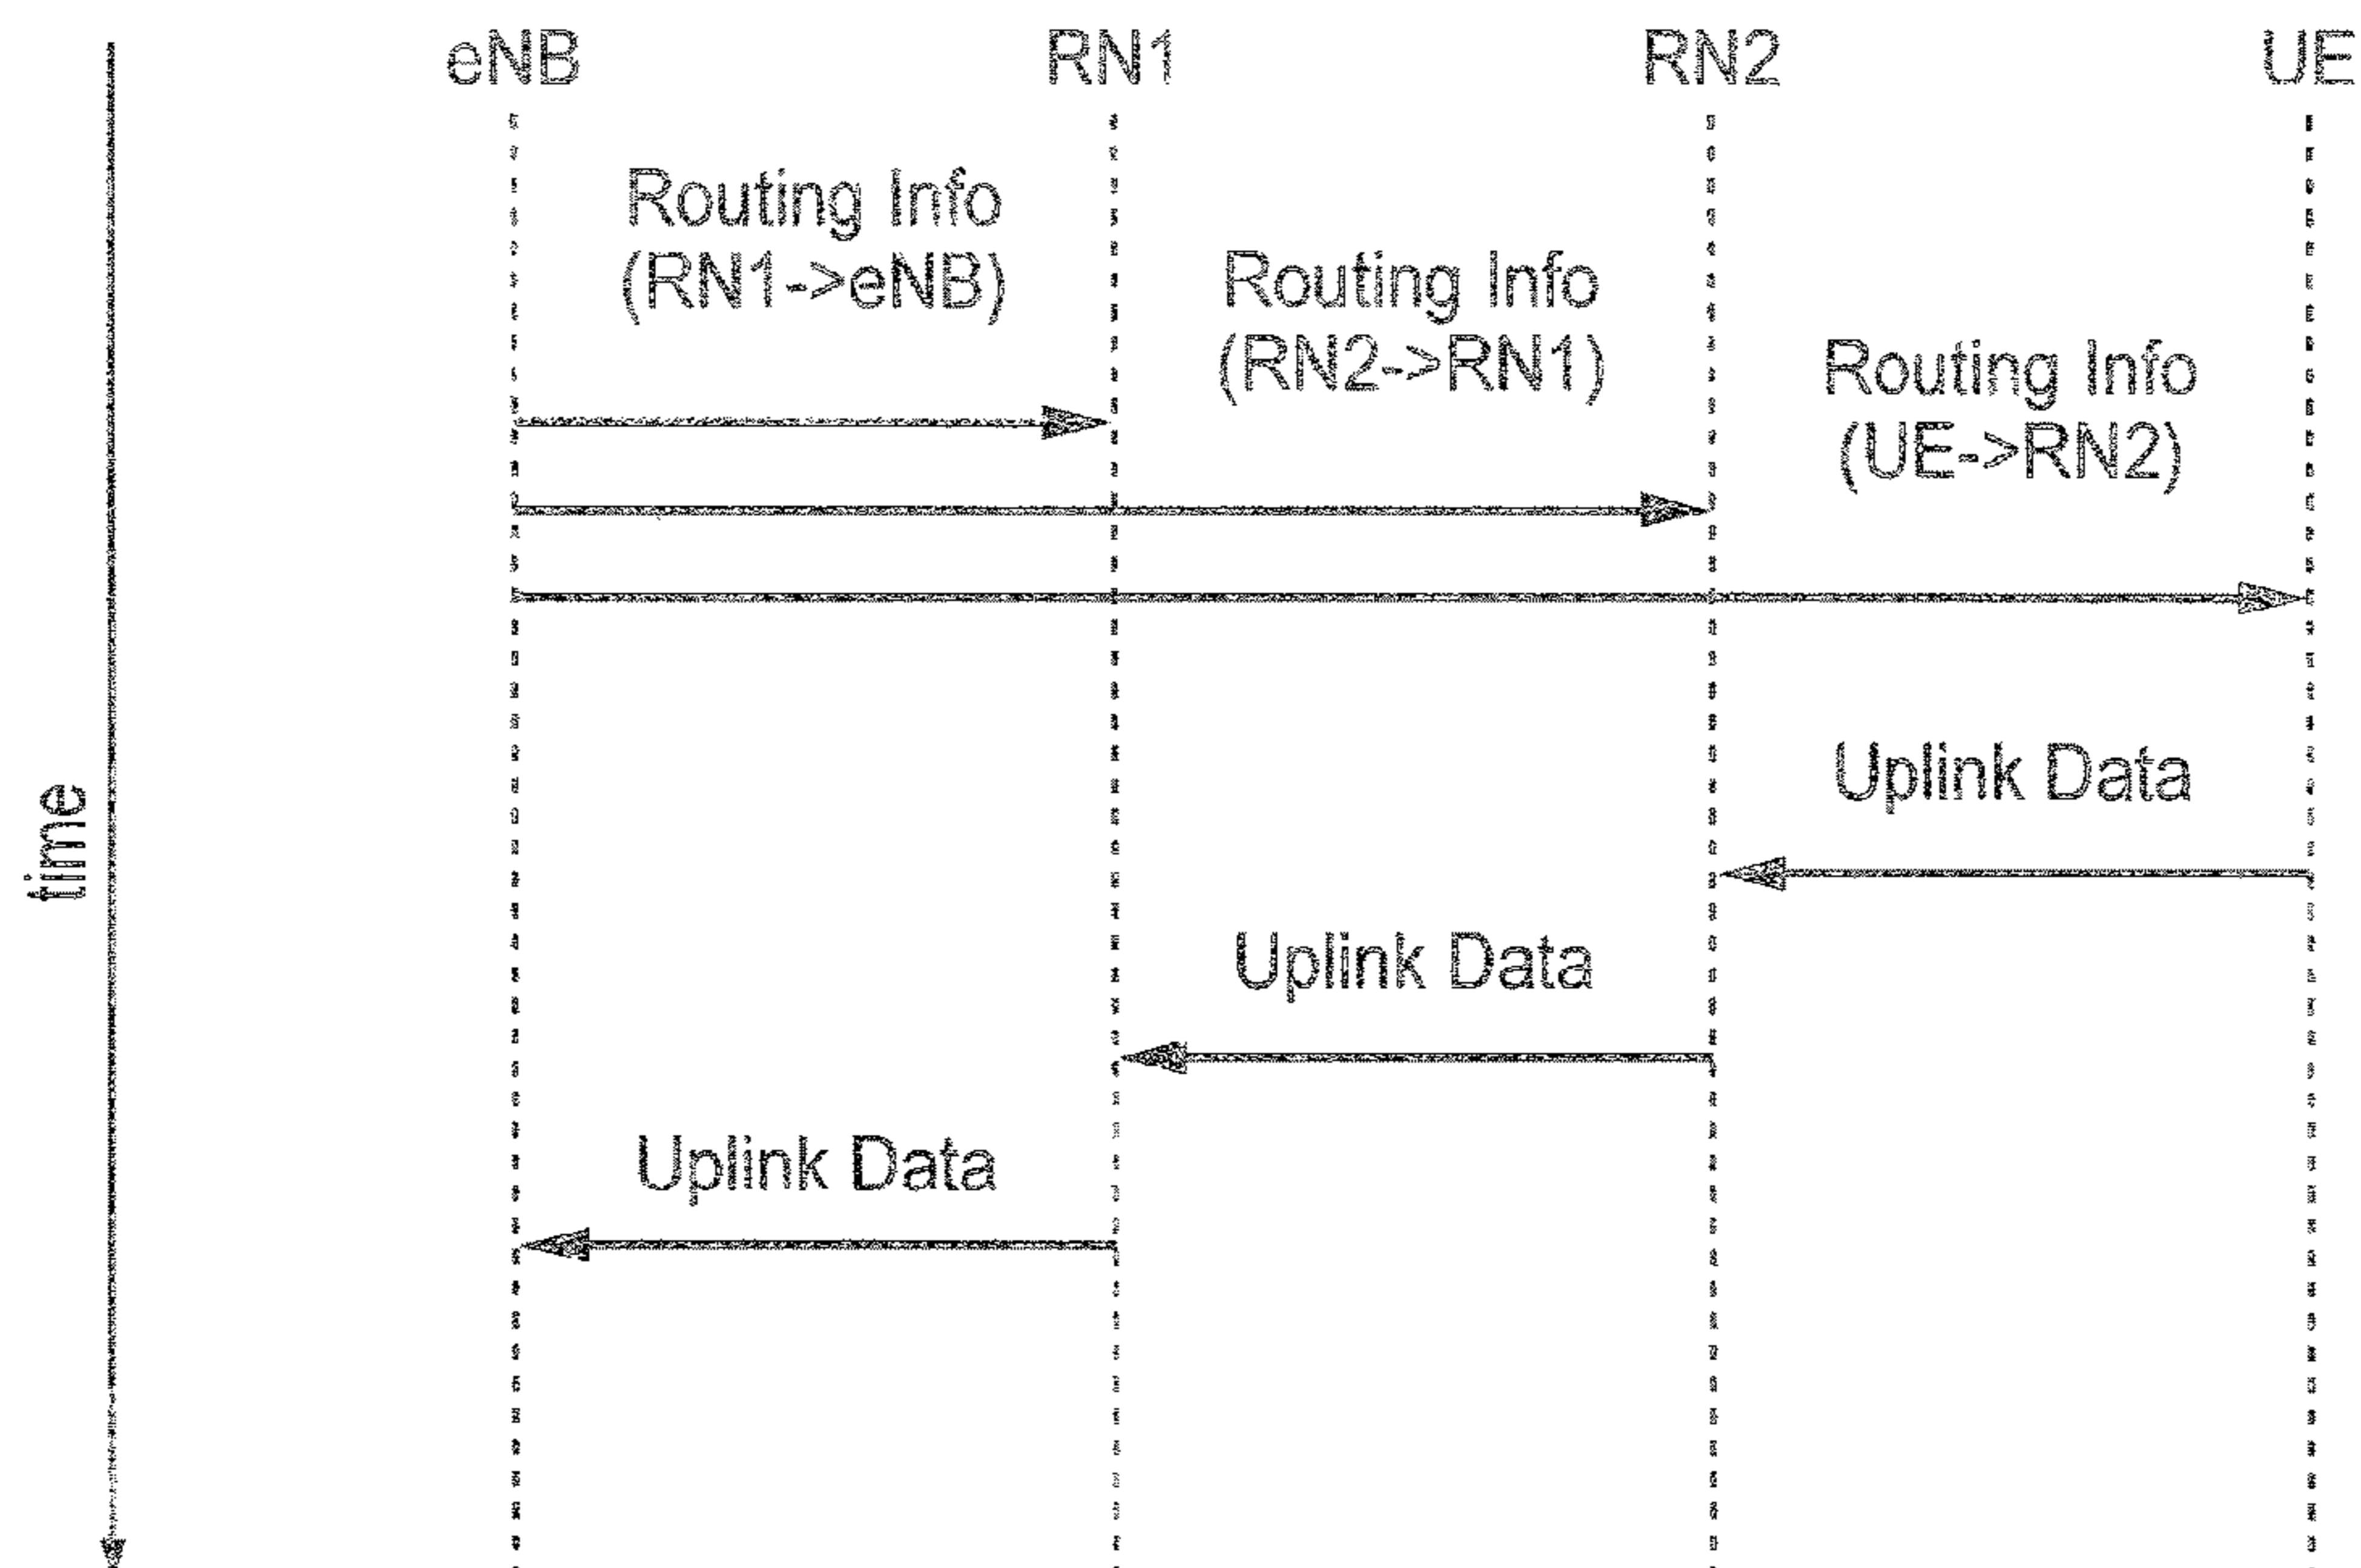 eNB RN1 RN2 UE
Routing Info
(RN1->eNB)
Routing Info
(RN2->RN1)
Routing Info
(UE->RN2)
time
Uplink Data
Uplink Data
Uplink Data